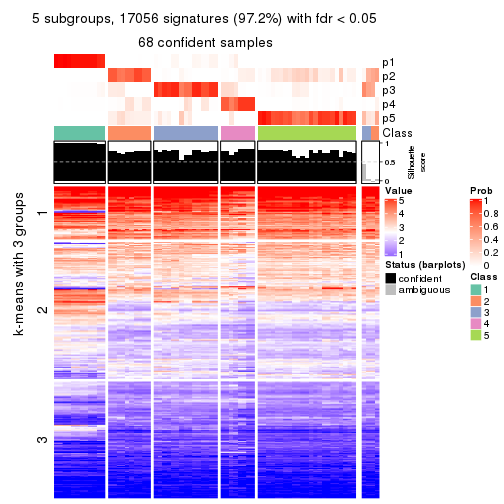 5 subgroups, 17056 signatures (97.2%) with fdr < 0.05
68 confident samples
p1
p2
p3
p4
p5
Class
1
0.5
0
Silhouette
score
k-means with 3 groups
1
2
3
Value
5
4
3
2
1
Status (barplots)
confident
ambiguous
Prob
1
0.8
0.6
0.4
0.2
0
Class
1
2
3
4
5